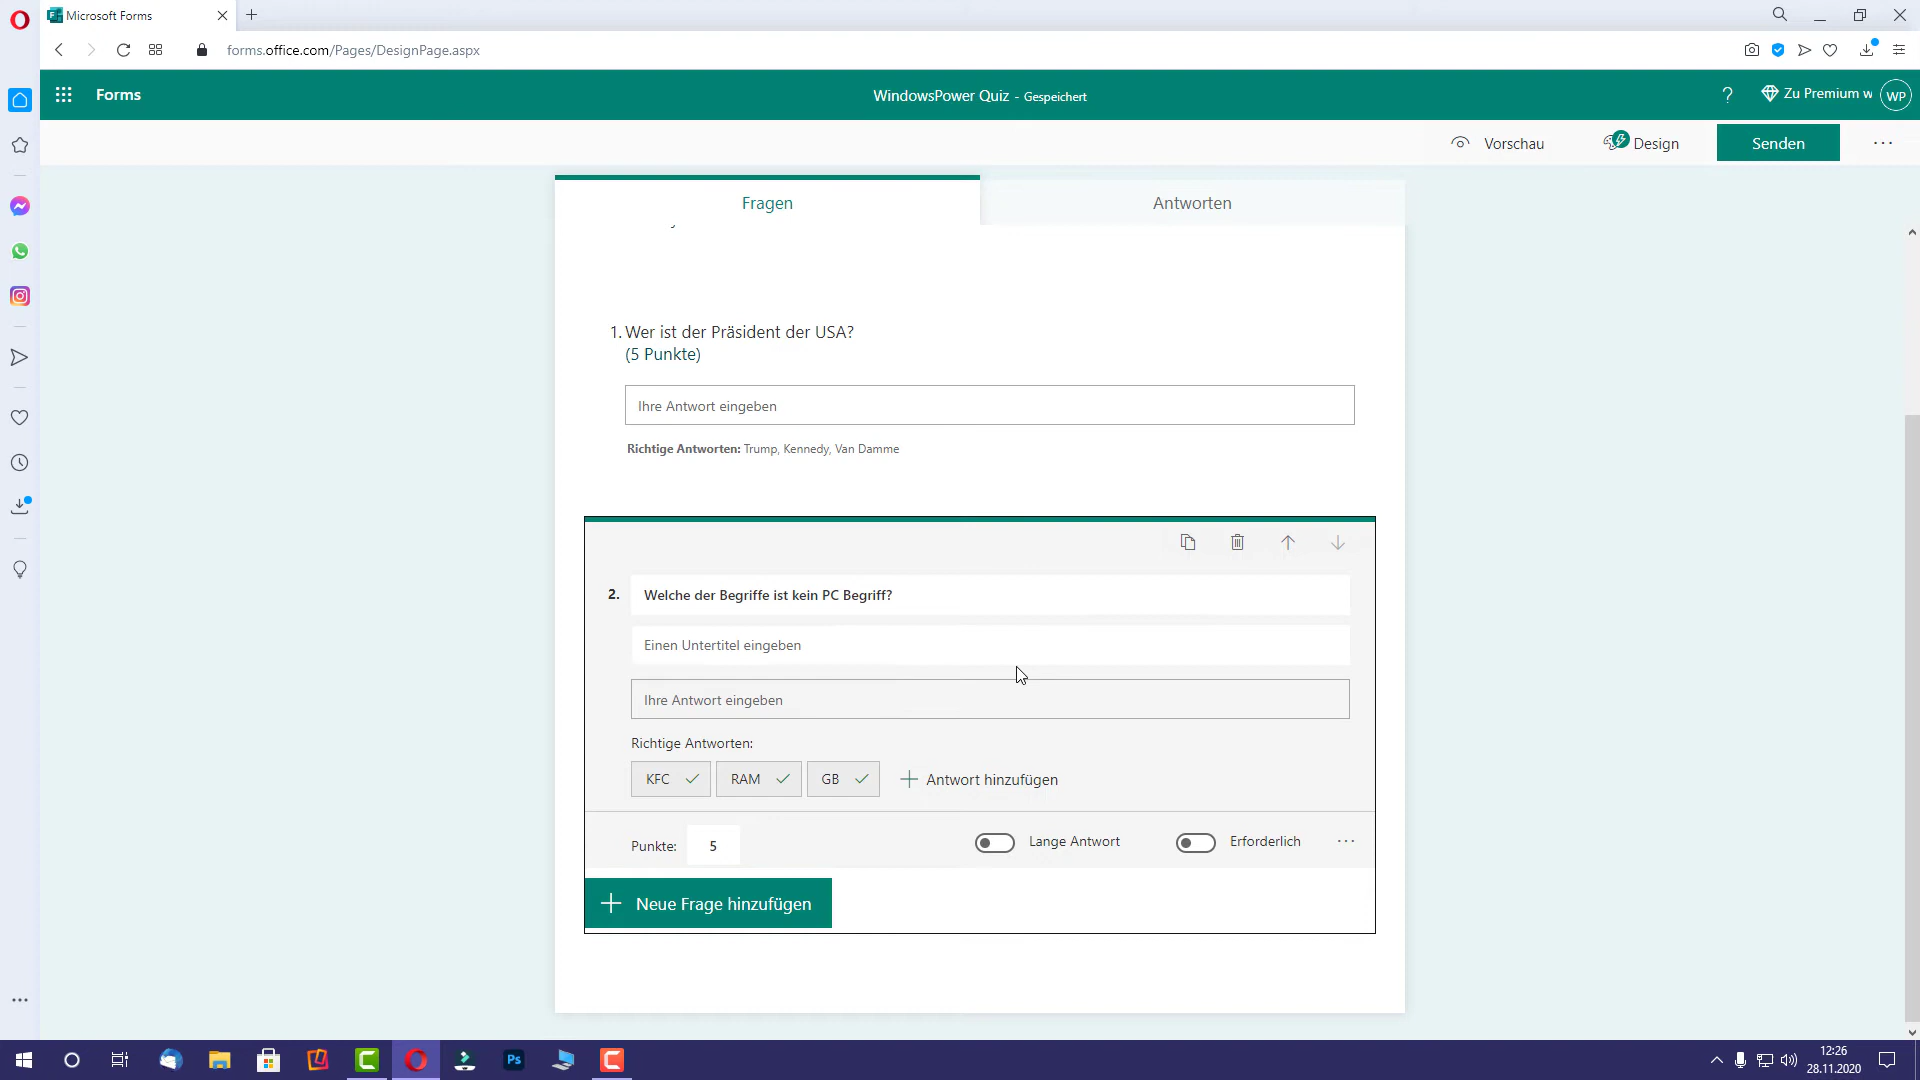 Microsoft Forms
forms.office.com/Pages/DesignPage.aspx
Forms
WindowsPower Quiz - Gespeichert
?
Zu Premium w
WP
Vorschau
Design
Senden
Fragen
Antworten
1. Wer ist der Präsident der USA?
(5 Punkte)
Ihre Antwort eingeben
Richtige Antworten: Trump, Kennedy, Van Damme
2. Welche der Begriffe ist kein PC Begriff?
Einen Untertitel eingeben
Ihre Antwort eingeben
Richtige Antworten:
KFC
RAM
GB
Antwort hinzufügen
Punkte: 5
Lange Antwort
Erforderlich
Neue Frage hinzufügen
Ps
12:26
28.11.2020